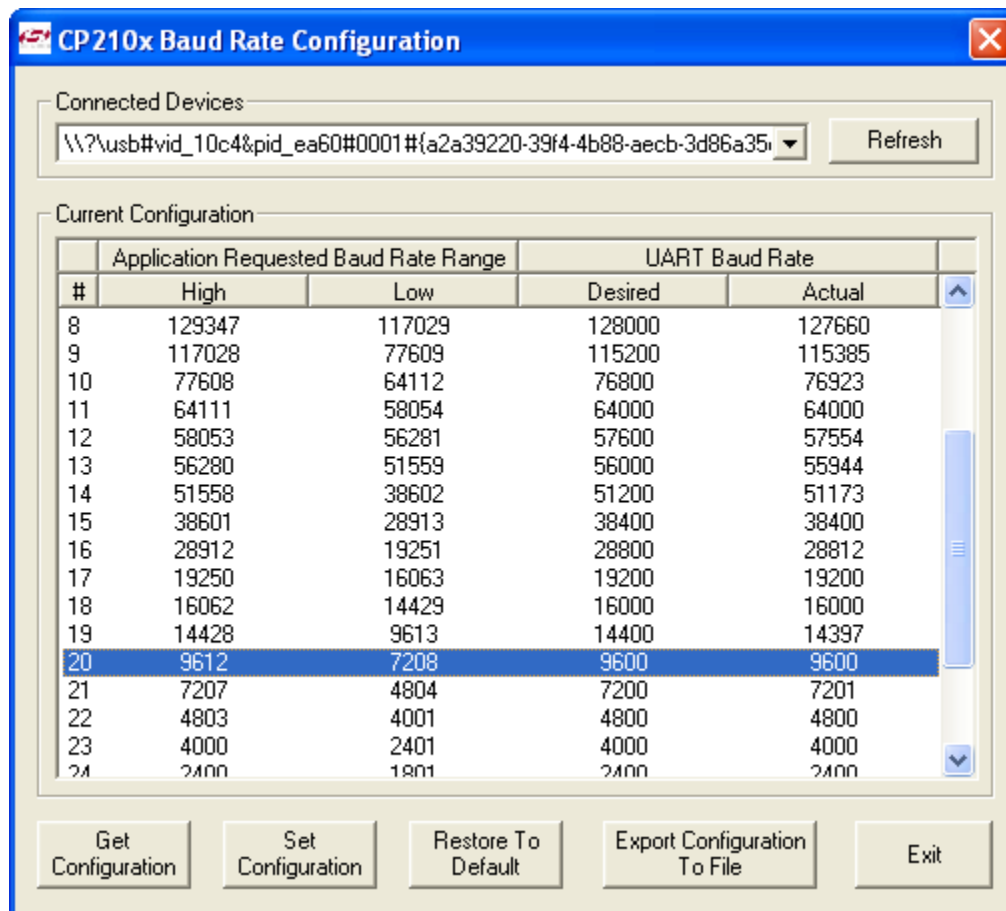 CP210x Baud Rate Configuration
Connected Devices
\\?\usb#vid_10c4&pid_ea60#0001#{a2a39220-39f4-4b88-aecb-3d86a35 Refresh
Current Configuration
Application Requested Baud Rate Range UART Baud Rate
# High Low Desired Actual
8 129347 117029 128000 127660
9 117028 77609 115200 115385
10 77608 64112 76800 76923
11 64111 58054 64000 64000
12 58053 56281 57600 57554
13 56280 51559 56000 55944
14 51558 38602 51200 51173
15 38601 28913 38400 38400
16 28912 19251 28800 28812
17 19250 16063 19200 19200
18 16062 14429 16000 16000
19 14428 9613 14400 14397
20 9612 7208 9600 9600
21 7207 4804 7200 7201
22 4803 4001 4800 4800
23 4000 2401 4000 4000
24 2400 1801 2400 2400
Get Configuration
Set Configuration
Restore To Default
Export Configuration To File
Exit